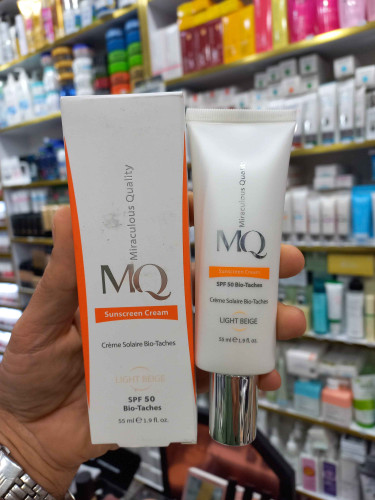 Miraculous Quality
MQ
Sunscreen Cream
Crème Solaire Bio-Taches
LIGHT BEIGE
SPF 50
Bio-Taches
55 ml e 1.9 fl oz.
Miraculous Quality
MQ
Sunscreen Cream
SPF 50 Bio-Taches
Crème Solaire Bio-Taches
LIGHT BEIGE
55 ml e 1.9 fl oz.